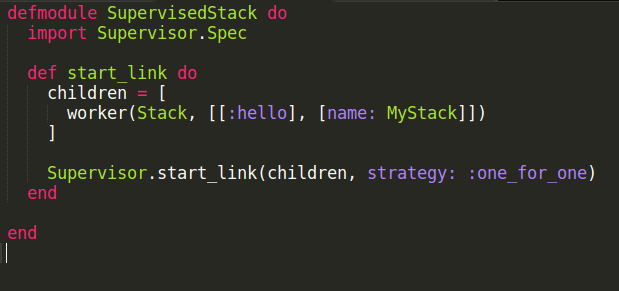 defmodule SupervisedStack do
  import Supervisor.Spec

  def start_link do
    children = [
      worker(Stack, [[:hello], [name: MyStack]])
    ]

    Supervisor.start_link(children, strategy: :one_for_one)
  end

end